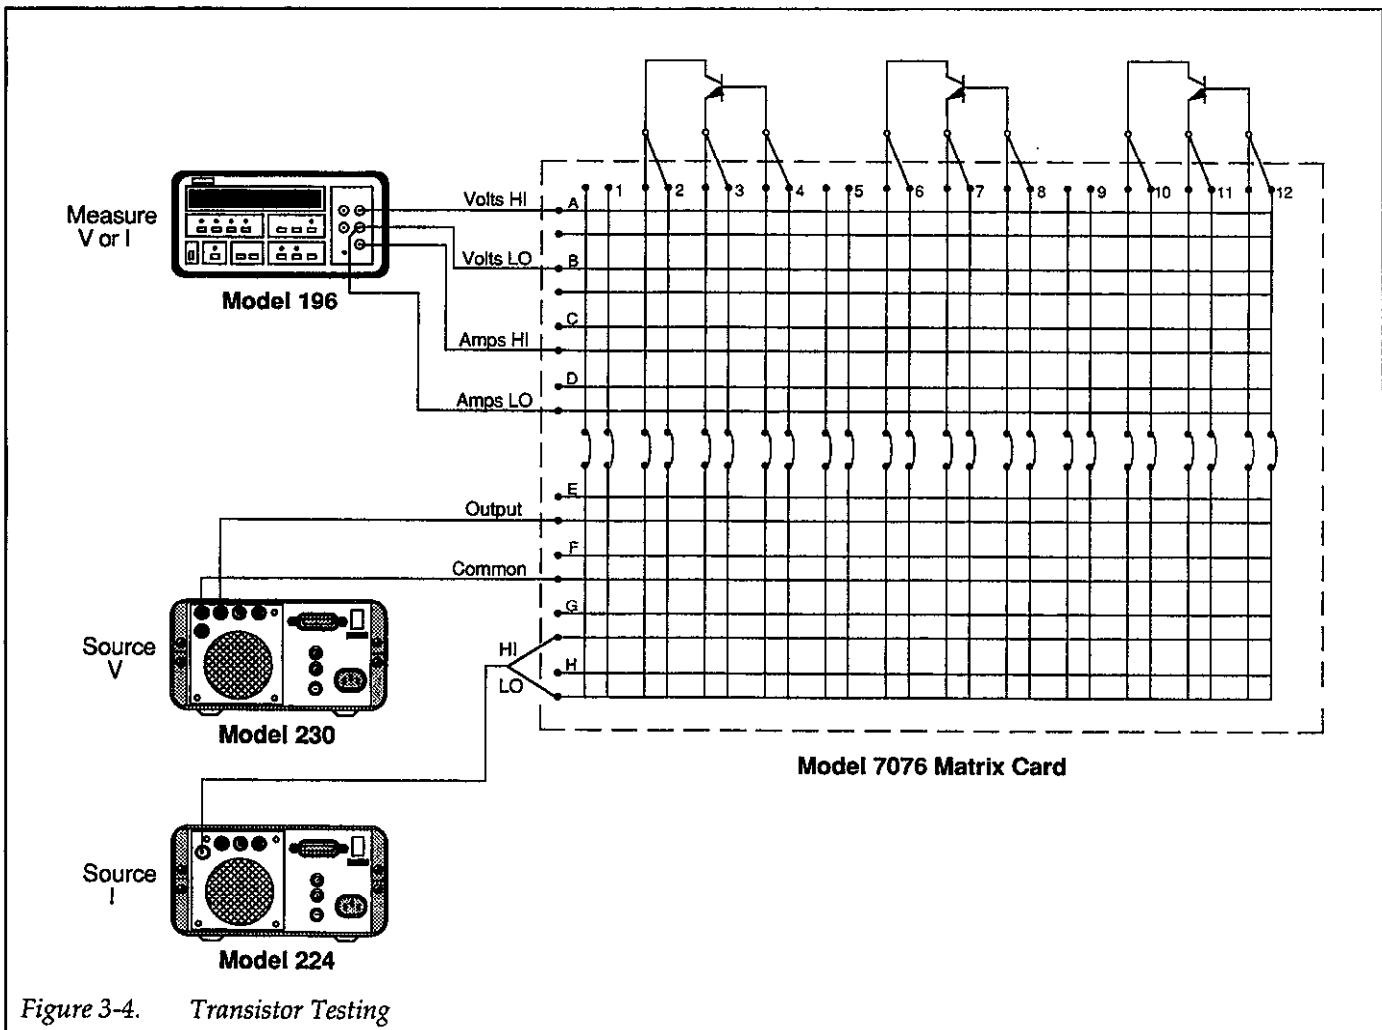 1 2 3 4 5 6 7 8 9 10 11 12
Measure
V or I
Model 196
Volts HI
A
Volts LO
B
C
Amps HI
D
Amps LO
E
Output
F
Common
G
HI
H
LO
Source
V
Model 230
Model 7076 Matrix Card
Source
I
Model 224
Figure 3-4. Transistor Testing